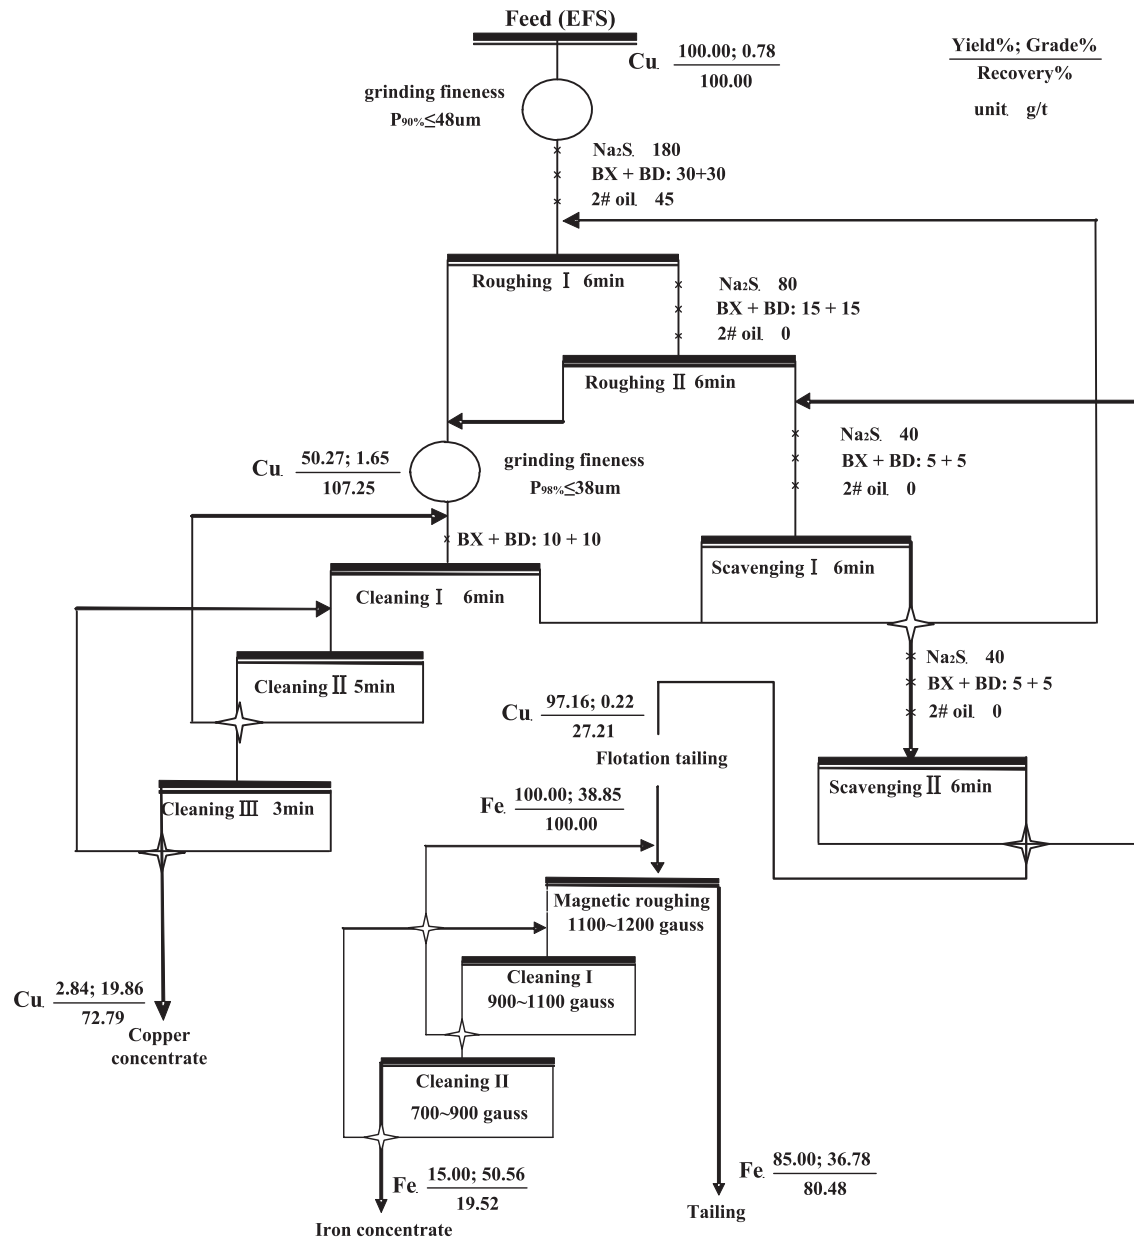 Feed (EFS)
Cu. 100.00; 0.78
100.00
Yield%; Grade%
Recovery%
unit. g/t
grinding fineness
P90%≤48um
Na2S. 180
BX + BD: 30+30
2# oil. 45
Roughing Ⅰ 6min
Na2S. 80
BX + BD: 15 + 15
2# oil. 0
Roughing Ⅱ 6min
Na2S. 40
BX + BD: 5 + 5
2# oil. 0
Cu. 50.27; 1.65
107.25
grinding fineness
P98%≤38um
BX + BD: 10 + 10
Cleaning Ⅰ 6min
Scavenging Ⅰ 6min
Na2S. 40
BX + BD: 5 + 5
2# oil. 0
Cleaning Ⅱ 5min
Cu. 97.16; 0.22
27.21
Flotation tailing
Cleaning Ⅲ 3min
Scavenging Ⅱ 6min
Fe. 100.00; 38.85
100.00
Magnetic roughing
1100~1200 gauss
Cleaning I
900~1100 gauss
Cu. 2.84; 19.86
72.79
Copper
concentrate
Cleaning II
700~900 gauss
Fe. 15.00; 50.56
19.52
Iron concentrate
Fe. 85.00; 36.78
80.48
Tailing